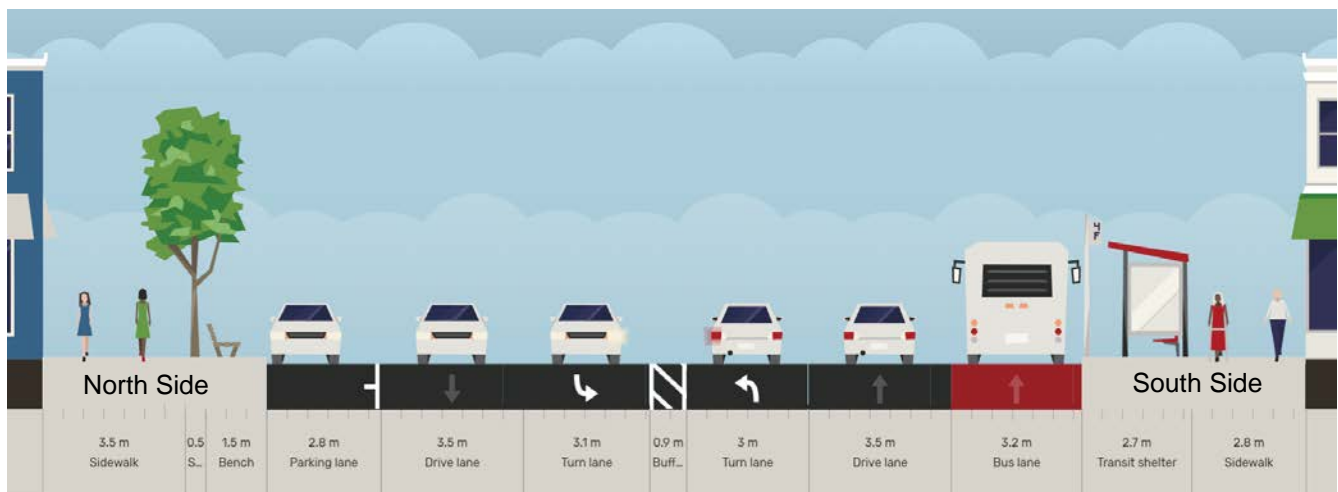 4
F
North Side
South Side
3.5 m
Sidewalk
0.5
S...
1.5 m
Bench
2.8 m
Parking lane
3.5 m
Drive lane
3.1 m
Turn lane
0.9 m
Buff...
3 m
Turn lane
3.5 m
Drive lane
3.2 m
Bus lane
2.7 m
Transit shelter
2.8 m
Sidewalk